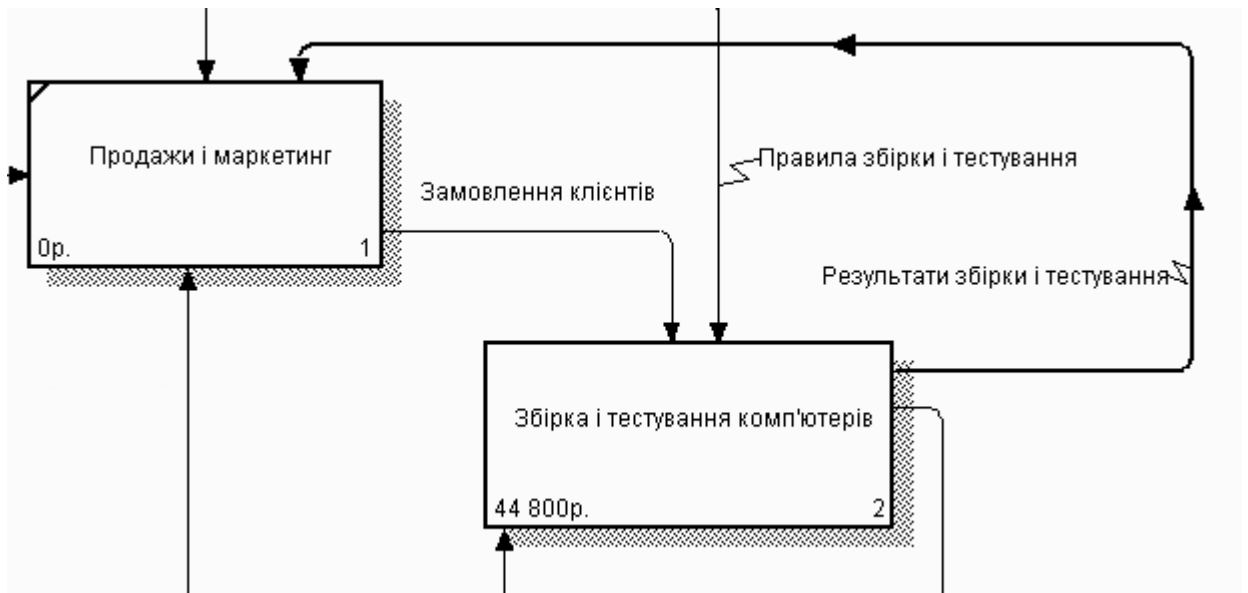 Продажи і маркетинг
0р.
1
Замовлення клієнтів
Правила збірки і тестування
Результати збірки і тестування
Збірка і тестування комп'ютерів
44 800р.
2